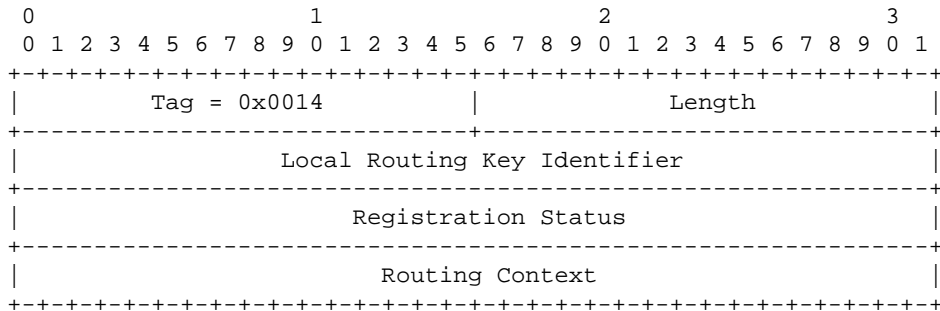 0                   1                   2                   3
 0 1 2 3 4 5 6 7 8 9 0 1 2 3 4 5 6 7 8 9 0 1 2 3 4 5 6 7 8 9 0 1
+-+-+-+-+-+-+-+-+-+-+-+-+-+-+-+-+-+-+-+-+-+-+-+-+-+-+-+-+-+-+-+-+
|         Tag = 0x0014          |             Length            |
+-------------------------------+-------------------------------+
|                  Local Routing Key Identifier                 |
+---------------------------------------------------------------+
|                       Registration Status                     |
+---------------------------------------------------------------+
|                         Routing Context                       |
+-+-+-+-+-+-+-+-+-+-+-+-+-+-+-+-+-+-+-+-+-+-+-+-+-+-+-+-+-+-+-+-+